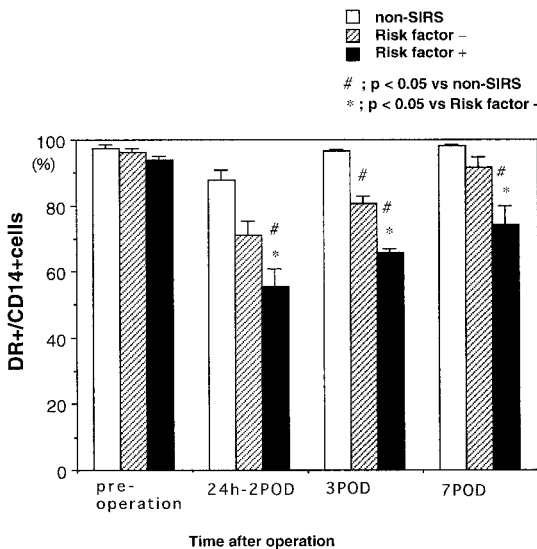 non-SIRS
Risk factor –
Risk factor +
# ; p < 0.05 vs non-SIRS
* ; p < 0.05 vs Risk factor -
100
(%)
80
60
40
20
0
DR+/CD14+cells
#
*
#
#
*
#
*
pre-
operation
24h-2POD
3POD
7POD
Time after operation